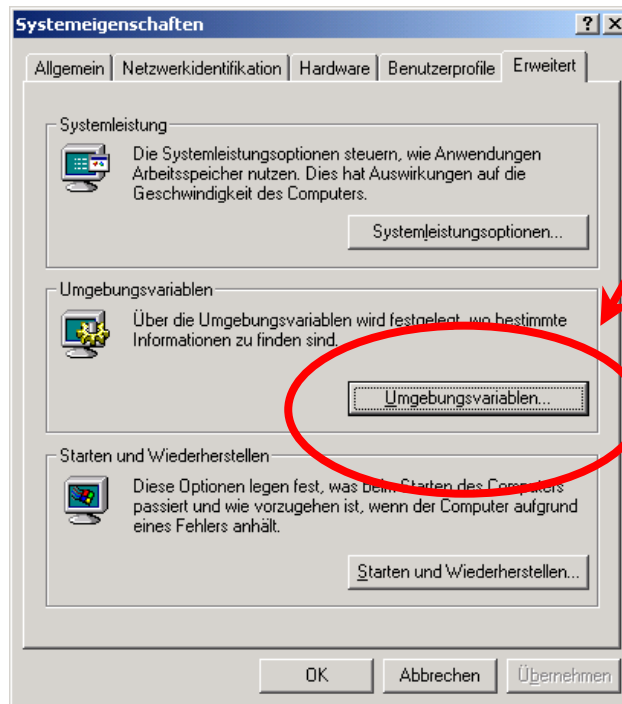 Systemeigenschaften
Allgemein
Netzwerkidentifikation
Hardware
Benutzerprofile
Erweitert
Systemleistung
Die Systemleistungsoptionen steuern, wie Anwendungen
Arbeitsspeicher nutzen. Dies hat Auswirkungen auf die
Geschwindigkeit des Computers.
Systemleistungsoptionen...
Umgebungsvariablen
Über die Umgebungsvariablen wird festgelegt, wo bestimmte
Informationen zu finden sind.
Umgebungsvariablen...
Starten und Wiederherstellen
Diese Optionen legen fest, was beim Starten des Computers
passiert und wie vorzugehen ist, wenn der Computer aufgrund
eines Fehlers anhält.
Starten und Wiederherstellen...
OK
Abbrechen
Übernehmen